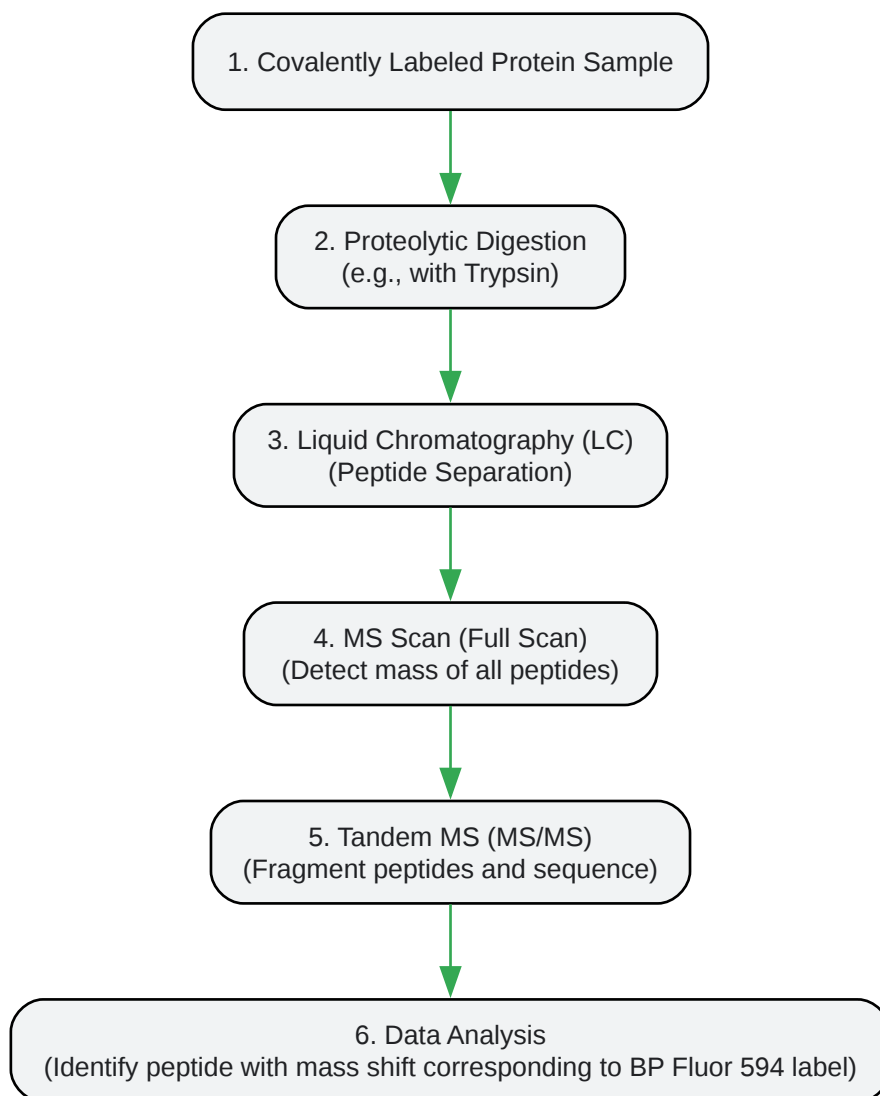 1. Covalently Labeled Protein Sample
2. Proteolytic Digestion
(e.g., with Trypsin)
3. Liquid Chromatography (LC)
(Peptide Separation)
4. MS Scan (Full Scan)
(Detect mass of all peptides)
5. Tandem MS (MS/MS)
(Fragment peptides and sequence)
6. Data Analysis
(Identify peptide with mass shift corresponding to BP Fluor 594 label)